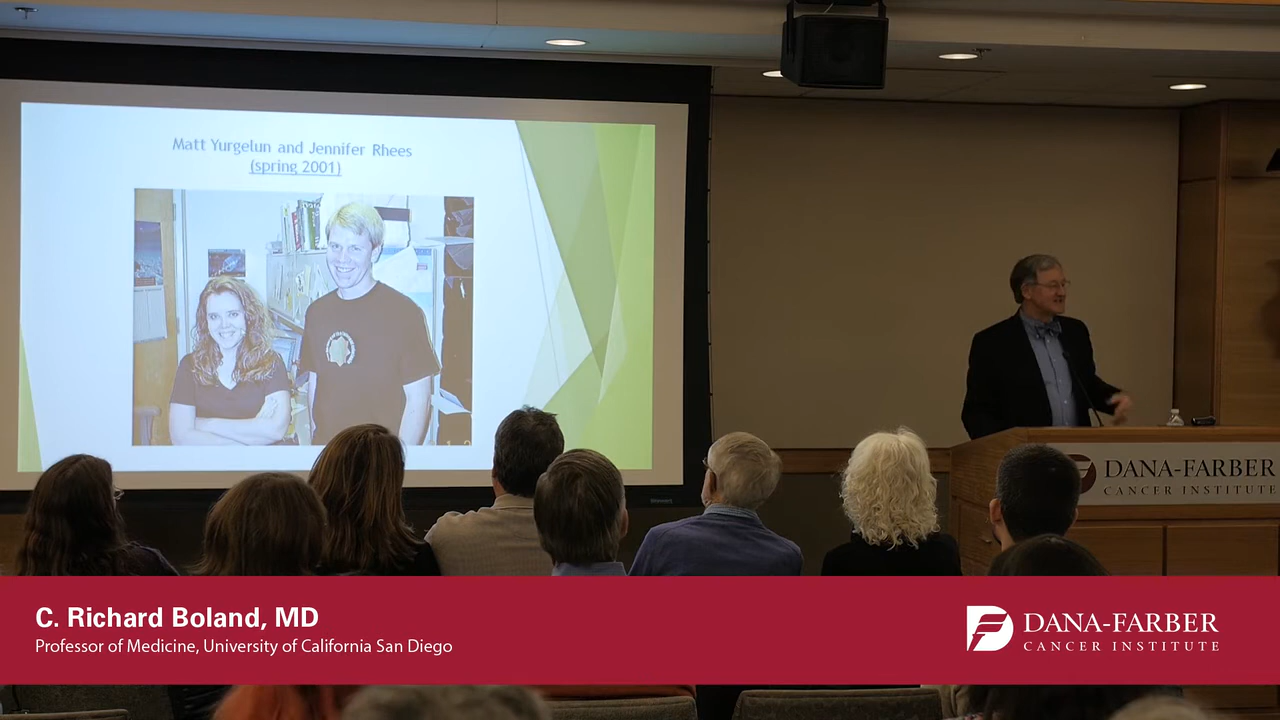 Matt Yurgelun and Jennifer Rhees
(spring 2001)
DANA-FARBER
CANCER INSTITUTE
C. Richard Boland, MD
Professor of Medicine, University of California San Diego
DANA-FARBER
CANCER INSTITUTE